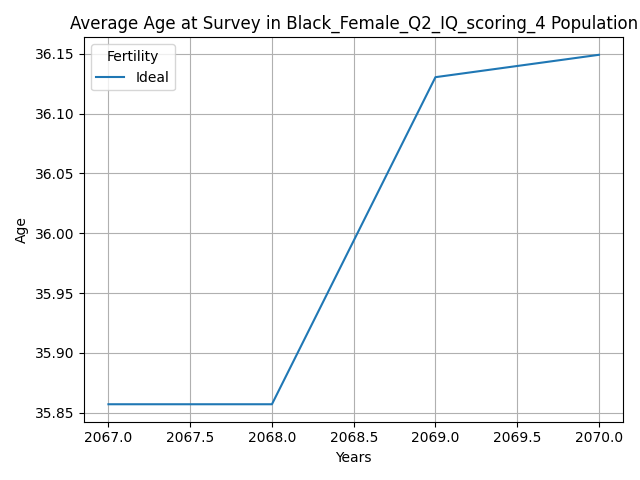 Average Age at Survey in Black_Female_Q2_IQ_scoring_4 Population
Fertility
Ideal
36.15
36.10
36.05
36.00
35.95
35.90
35.85
Age
2067.0 2067.5 2068.0 2068.5 2069.0 2069.5 2070.0
Years